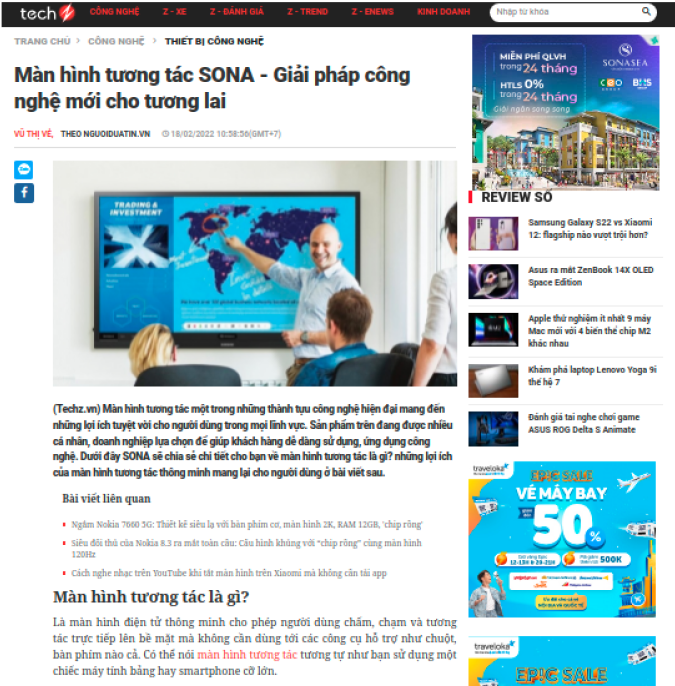 techz
CÔNG NGHỆ
Z - XE
Z - ĐÁNH GIÁ
Z - TREND
Z - ENEWS
KINH DOANH
Nhập từ khóa
TRANG CHỦ > CÔNG NGHỆ > THIẾT BỊ CÔNG NGHỆ
Màn hình tương tác SONA - Giải pháp công
nghệ mới cho tương lai
VŨ THỊ VẺ, THEO NGUOIDUATIN.VN 18/02/2022 10:58:56(GMT+7)
Zalo
f
TRADING &
INVESTMENT
(Techz.vn) Màn hình tương tác một trong những thành tựu công nghệ hiện đại mang đến
những lợi ích tuyệt vời cho người dùng trong mọi lĩnh vực. Sản phẩm trên đang được nhiều
cá nhân, doanh nghiệp lựa chọn để giúp khách hàng dễ dàng sử dụng, ứng dụng công
nghệ. Dưới đây SONA sẽ chia sẻ chi tiết cho bạn về màn hình tương tác là gì? những lợi ích
của màn hình tương tác thông minh mang lại cho người dùng ở bài viết sau.
Bài viết liên quan
Ngắm Nokia 7660 5G: Thiết kế siêu lạ với bàn phím cơ, màn hình 2K, RAM 12GB, 'chip rồng'
Siêu đối thủ của Nokia 8.3 ra mắt toàn cầu: Cấu hình khủng với "chip rồng" cùng màn hình
120Hz
Cách nghe nhạc trên YouTube khi tắt màn hình trên Xiaomi mà không cần tải app
Màn hình tương tác là gì?
Là màn hình điện tử thông minh cho phép người dùng chấm, chạm và tương
tác trực tiếp lên bề mặt mà không cần dùng tới các công cụ hỗ trợ như chuột,
bàn phím nào cả. Có thể nói màn hình tương tác tương tự như bạn sử dụng một
chiếc máy tính bảng hay smartphone cỡ lớn.
MIỄN PHÍ QLVH
trong 24 tháng
HTLS 0%
trong 24 tháng
Giải ngân song song
SONASEA
CEO
GROUP
BHS
GROUP
REVIEW SỐ
Samsung Galaxy S22 vs Xiaomi
12: flagship nào vượt trội hơn?
Asus ra mắt ZenBook 14X OLED
Space Edition
Apple thử nghiệm ít nhất 9 máy
Mac mới với 4 biến thể chip M2
khác nhau
Khám phá laptop Lenovo Yoga 9i
thế hệ 7
Đánh giá tai nghe chơi game
ASUS ROG Delta S Animate
traveloka
EPIC SALE
VÉ MÁY BAY
50%
12-13H & 20-21H
500K
traveloka
EPIC SALE